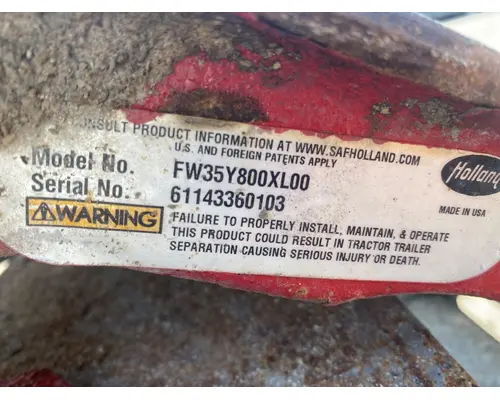 CONSULT PRODUCT INFORMATION AT WWW.SAFHOLLAND.COM
U.S. AND FOREIGN PATENTS APPLY
Model No. FW35Y800XL00
Serial No. 61143360103
Holland
MADE IN USA
WARNING
FAILURE TO PROPERLY INSTALL, MAINTAIN, & OPERATE
THIS PRODUCT COULD RESULT IN TRACTOR TRAILER
SEPARATION CAUSING SERIOUS INJURY OR DEATH.